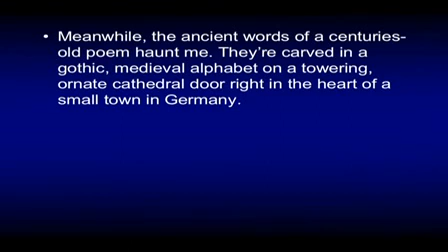 • Meanwhile, the ancient words of a centuries-
old poem haunt me. They're carved in a
gothic, medieval alphabet on a towering,
ornate cathedral door right in the heart of a
small town in Germany.